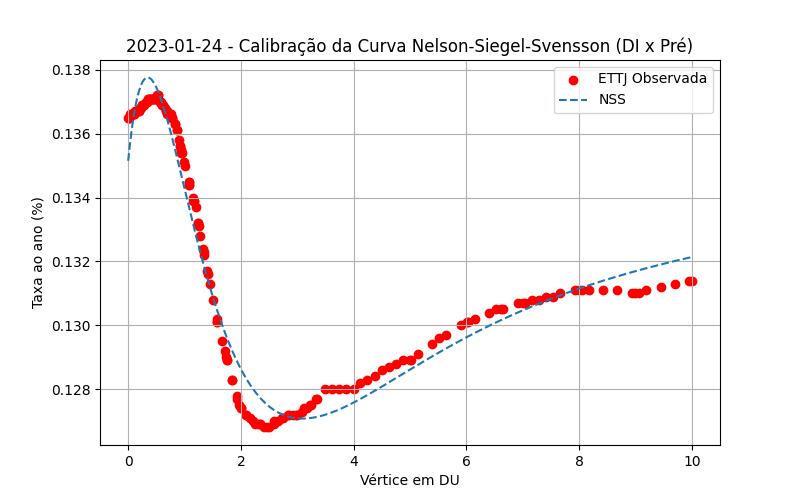 2023-01-24 - Calibração da Curva Nelson-Siegel-Svensson (DI x Pré)
ETTJ Observada
NSS
Taxa ao ano (%)
0.138
0.136
0.134
0.132
0.130
0.128
0 2 4 6 8 10
Vértice em DU